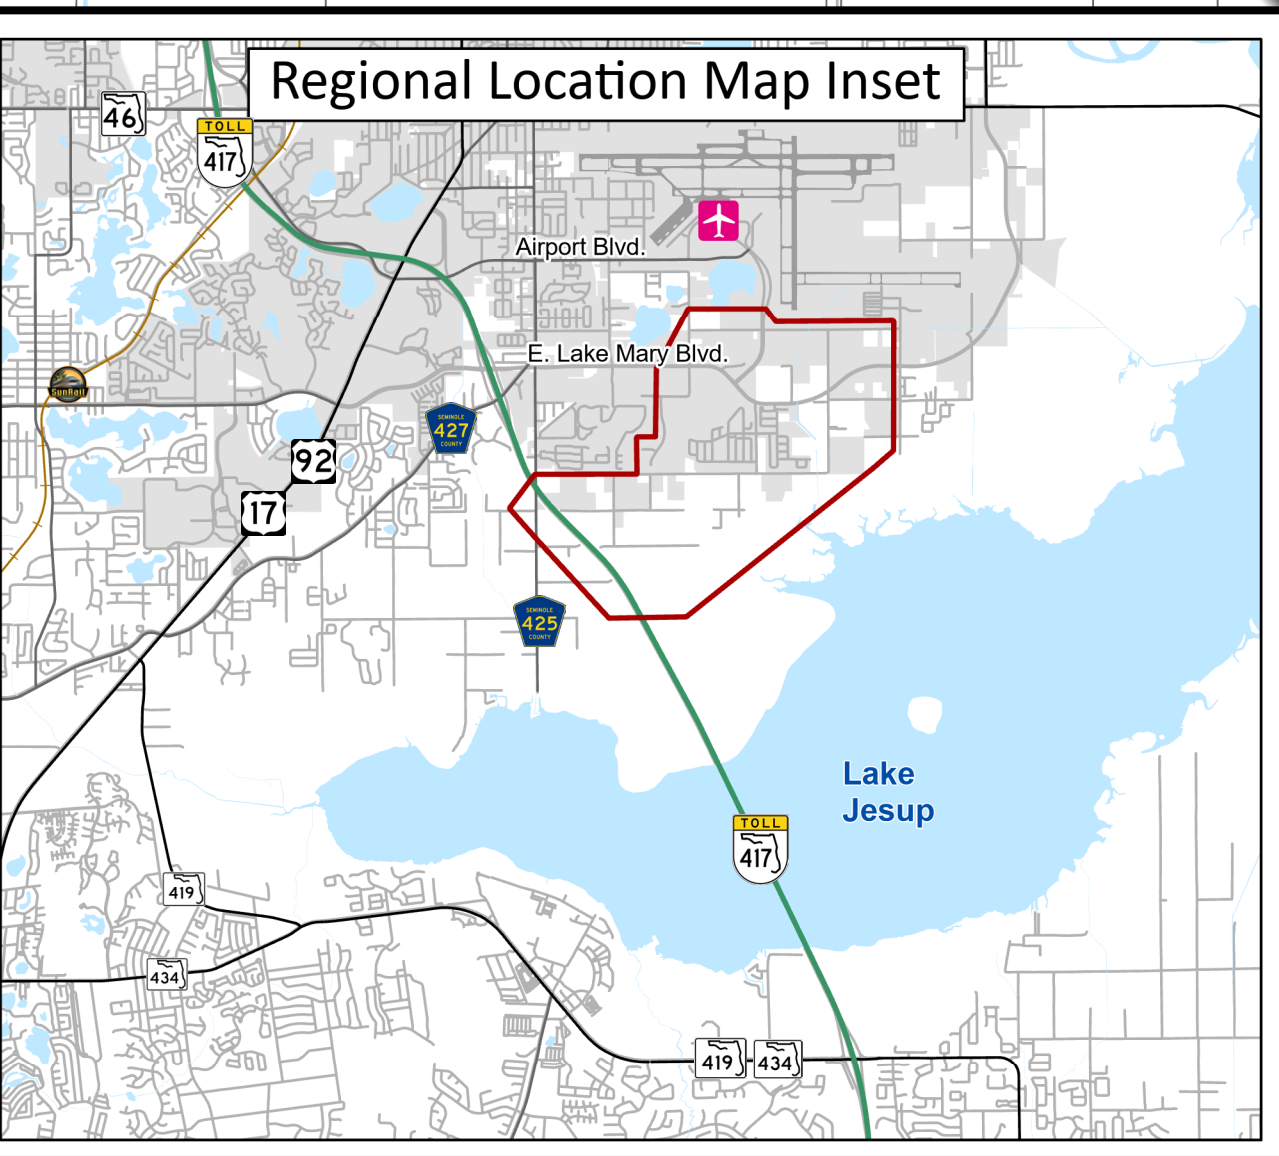 Regional Location Map Inset
46
TOLL
417
Airport Blvd.
E. Lake Mary Blvd.
SunRail
SEMINOLE
427
COUNTY
92
17
SEMINOLE
425
COUNTY
Lake
Jesup
TOLL
417
419
434
419
434